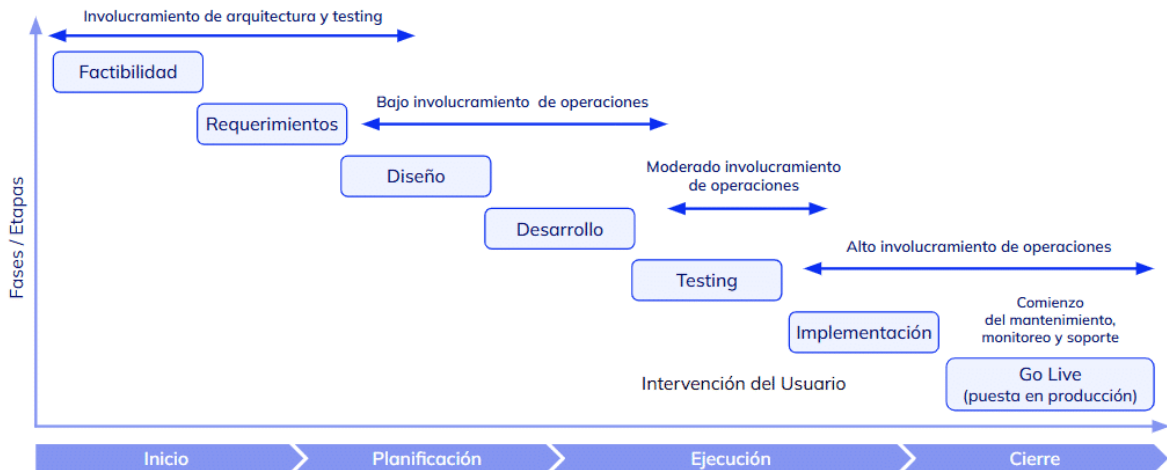 Involucramiento de arquitectura y testing
Factibilidad
Bajo involucramiento de operaciones
Requerimientos
Diseño
Moderado involucramiento
de operaciones
Desarrollo
Alto involucramiento de operaciones
Testing
Comienzo
del mantenimiento,
monitoreo y soporte
Implementación
Intervención del Usuario
Go Live
(puesta en producción)
Fases / Etapas
Inicio
Planificación
Ejecución
Cierre